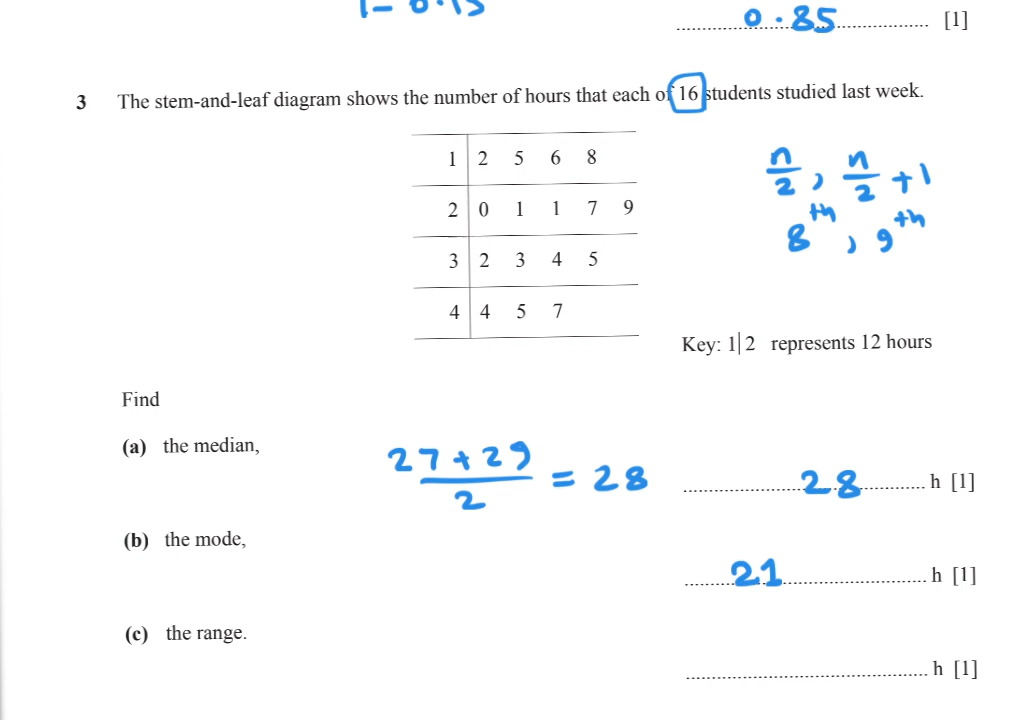 1 – 0.15
0.85 [1]
3 The stem-and-leaf diagram shows the number of hours that each of 16 students studied last week.
1 2 5 6 8
2 0 1 1 7 9
3 2 3 4 5
4 4 5 7
n/2 , n/2 + 1
8th , 9th
Key: 1|2 represents 12 hours
Find
(a) the median,
27 + 29 / 2 = 28
28 h [1]
(b) the mode,
21 h [1]
(c) the range.
h [1]